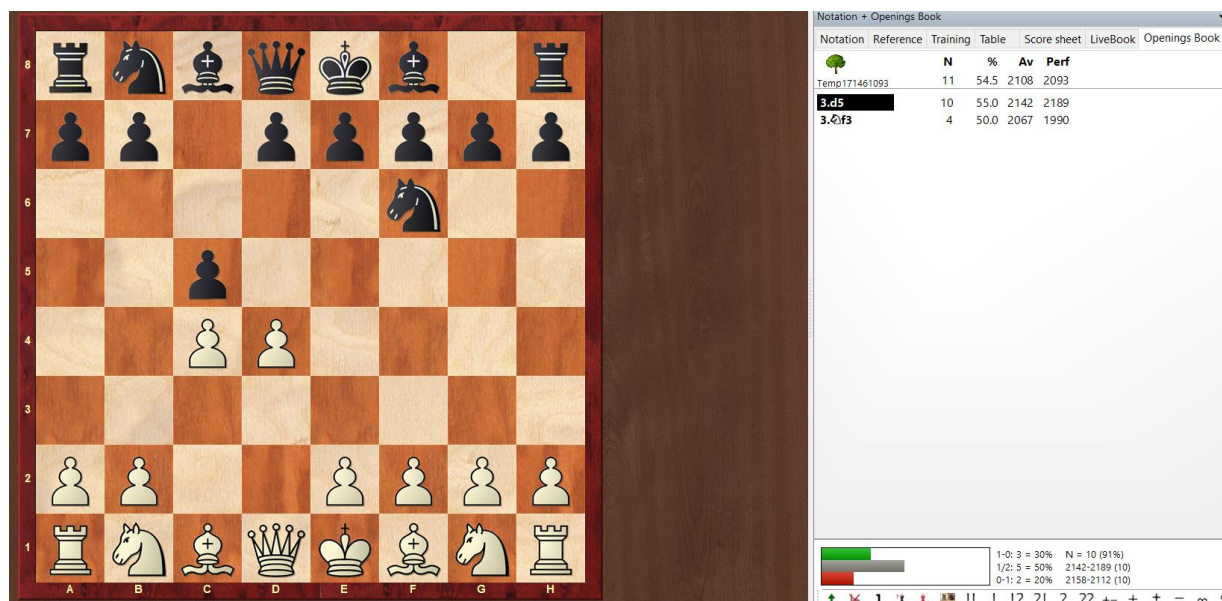 Notation + Openings Book
Notation Reference Training Table Score sheet LiveBook Openings Book
N % Av Perf
Temp171461093 11 54.5 2108 2093
3.d5 10 55.0 2142 2189
3.♘f3 4 50.0 2067 1990
8
7
6
5
4
3
2
1
A B C D E F G H
1-0: 3 = 30% N = 10 (91%)
1/2: 5 = 50% 2142-2189 (10)
0-1: 2 = 20% 2158-2112 (10)